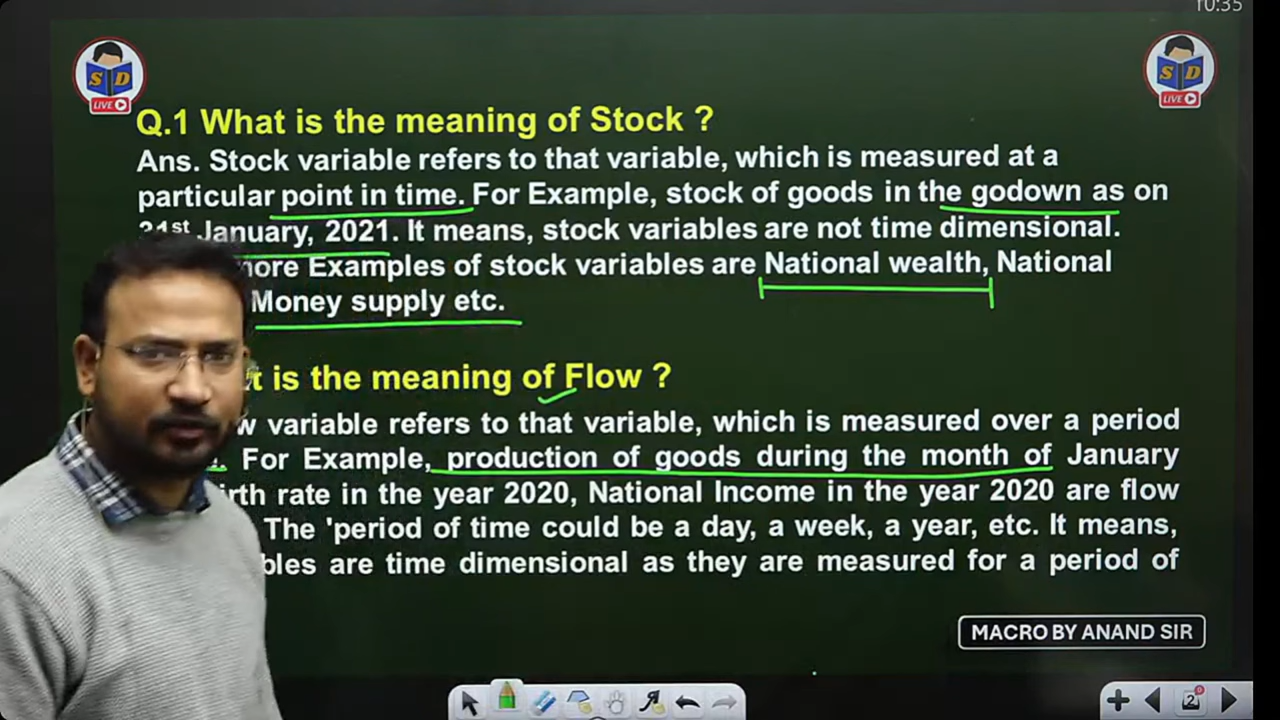 10:35
S D
LIVE
S D
LIVE
Q.1 What is the meaning of Stock ?
Ans. Stock variable refers to that variable, which is measured at a
particular point in time. For Example, stock of goods in the godown as on
31st January, 2021. It means, stock variables are not time dimensional.
more Examples of stock variables are National wealth, National
Money supply etc.
is the meaning of Flow ?
variable refers to that variable, which is measured over a period
For Example, production of goods during the month of January
rate in the year 2020, National Income in the year 2020 are flow
The 'period of time could be a day, a week, a year, etc. It means,
are time dimensional as they are measured for a period of
MACRO BY ANAND SIR
2